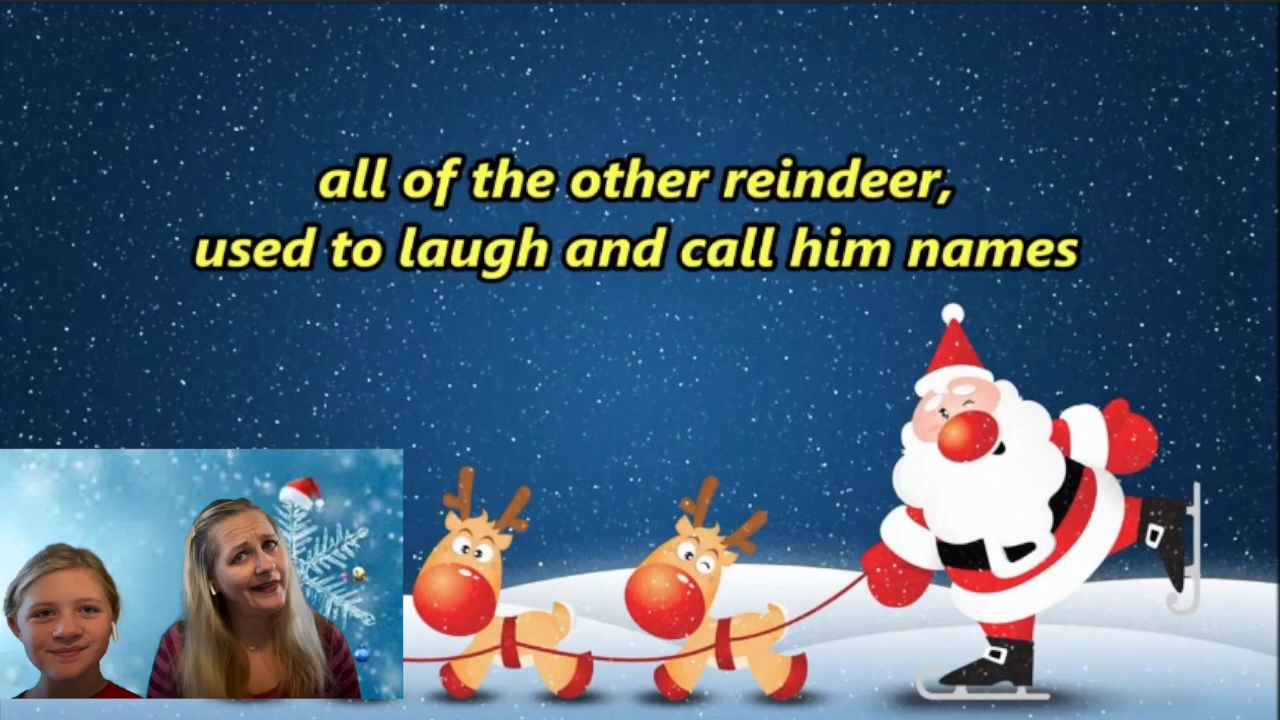 all of the other reindeer,
used to laugh and call him names